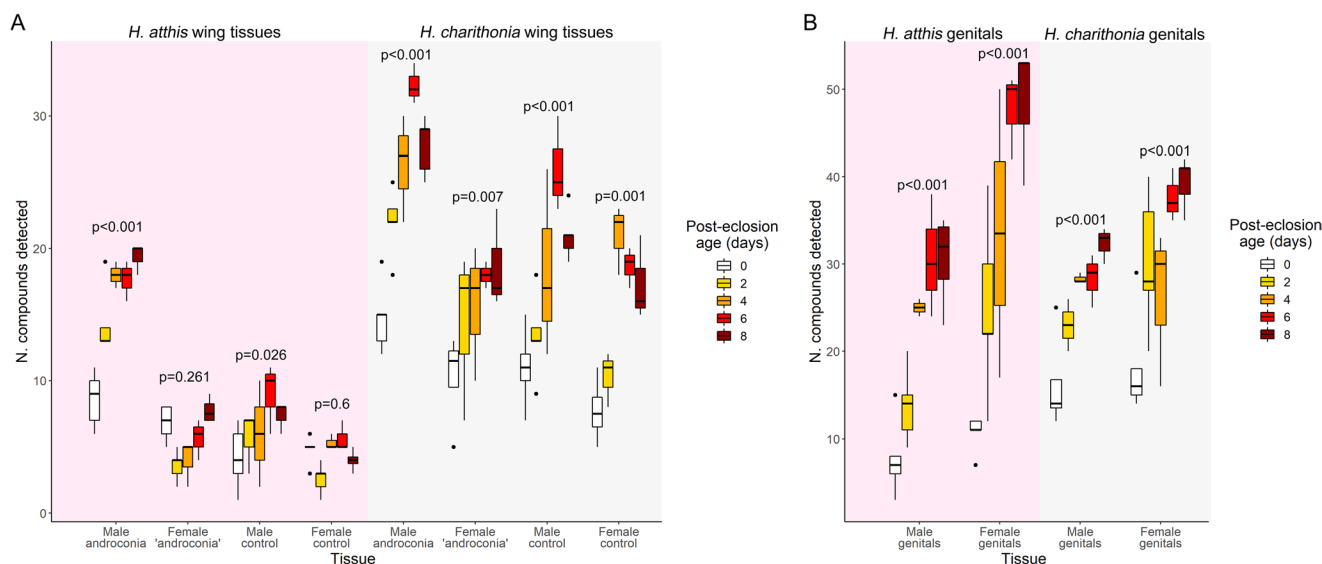 A
H. atthis wing tissues
H. charithonia wing tissues
N. compounds detected
30
20
10
0
p<0.001
p=0.261
p=0.026
p=0.6
p<0.001
p=0.007
p<0.001
p=0.001
Male
androconia
Female
'androconia'
Male
control
Female
control
Male
androconia
Female
'androconia'
Male
control
Female
control
Tissue
Post-eclosion
age (days)
0
2
4
6
8
B
H. atthis genitals
H. charithonia genitals
N. compounds detected
50
40
30
20
10
p<0.001
p<0.001
p<0.001
p<0.001
Male
genitals
Female
genitals
Male
genitals
Female
genitals
Tissue
Post-eclosion
age (days)
0
2
4
6
8